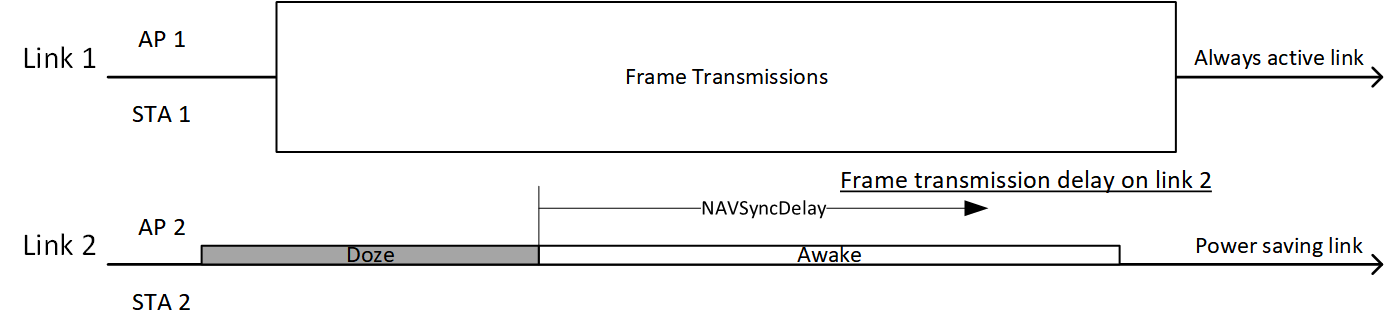 AP 1
Link 1
Frame Transmissions
Always active link
STA 1
Frame transmission delay on link 2
NAVSyncDelay
AP 2
Link 2
Doze
Awake
Power saving link
STA 2